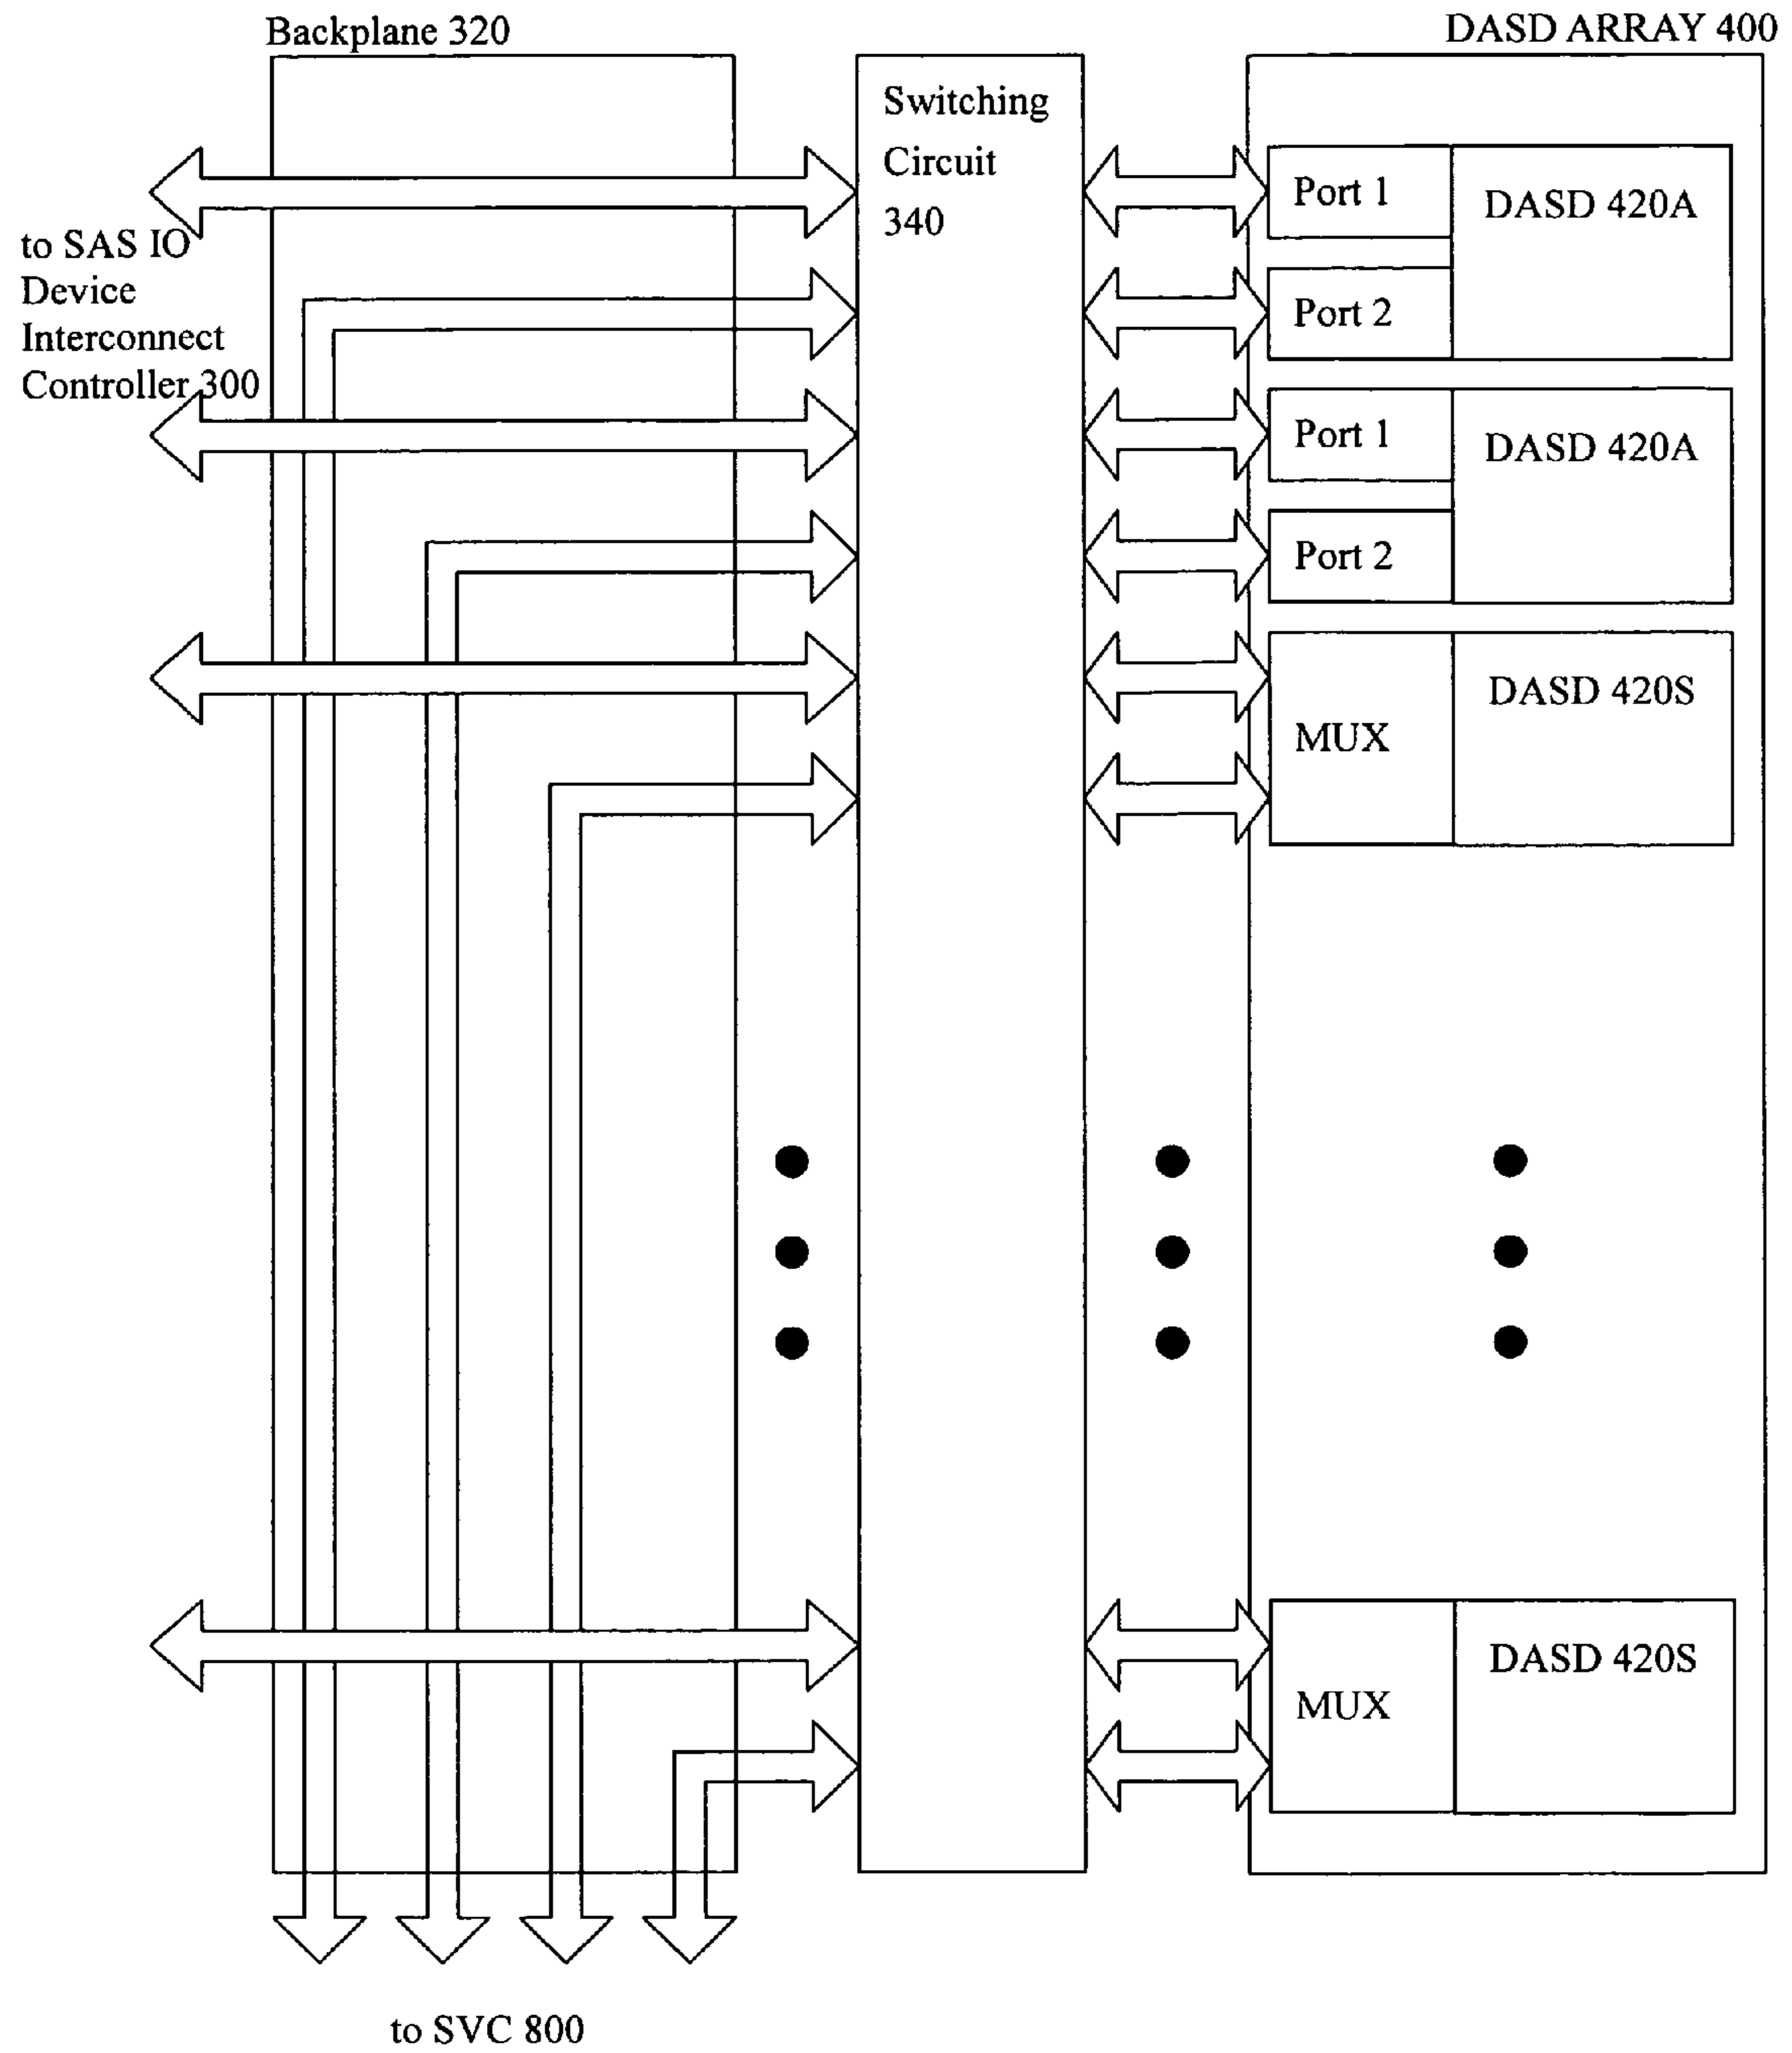 Backplane 320
DASD ARRAY 400
Switching
Circuit
340
to SAS IO
Device
Interconnect
Controller 300
Port 1
DASD 420A
Port 2
Port 1
DASD 420A
Port 2
DASD 420S
MUX
DASD 420S
MUX
to SVC 800